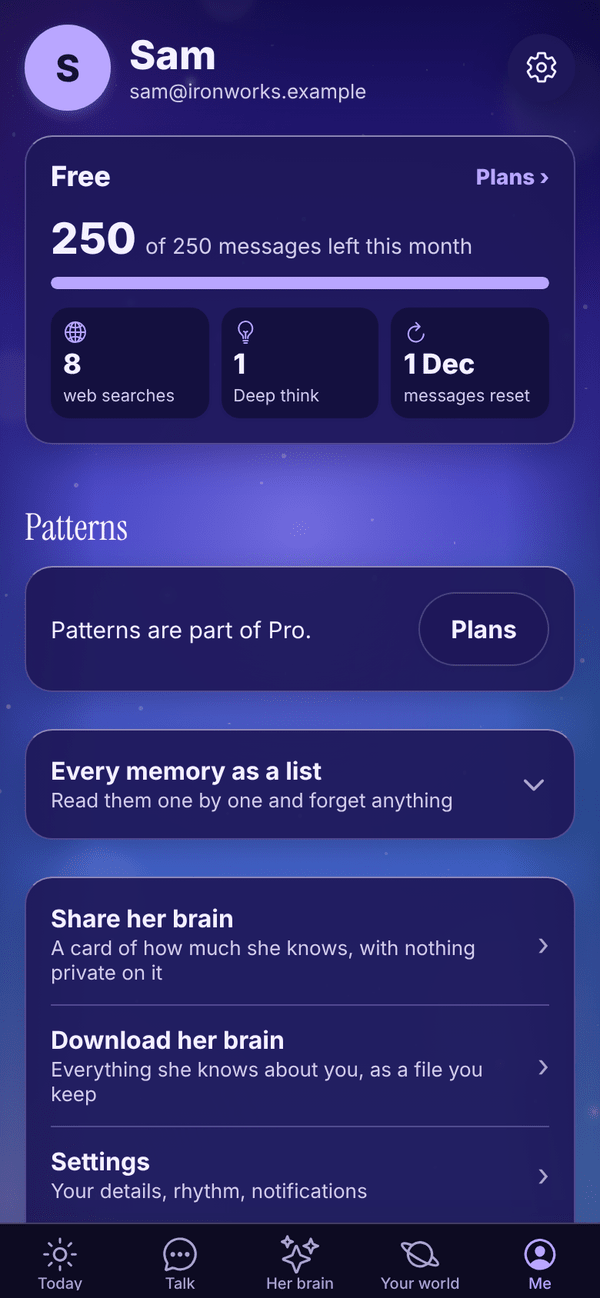 S
Sam
sam@ironworks.example
Free
Plans ›
250 of 250 messages left this month
8
web searches
1
Deep think
1 Dec
messages reset
Patterns
Patterns are part of Pro.
Plans
Every memory as a list
Read them one by one and forget anything
Share her brain
A card of how much she knows, with nothing
private on it
Download her brain
Everything she knows about you, as a file you
keep
Settings
Your details, rhythm, notifications
Today
Talk
Her brain
Your world
Me